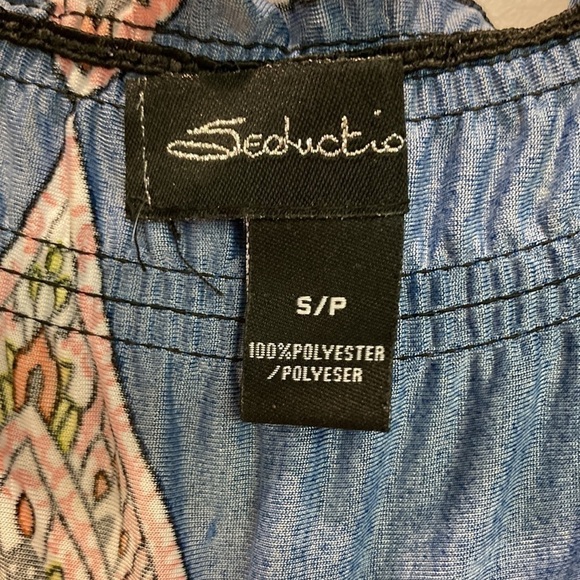 Seductio
S/P
100%POLYESTER
/POLYESER